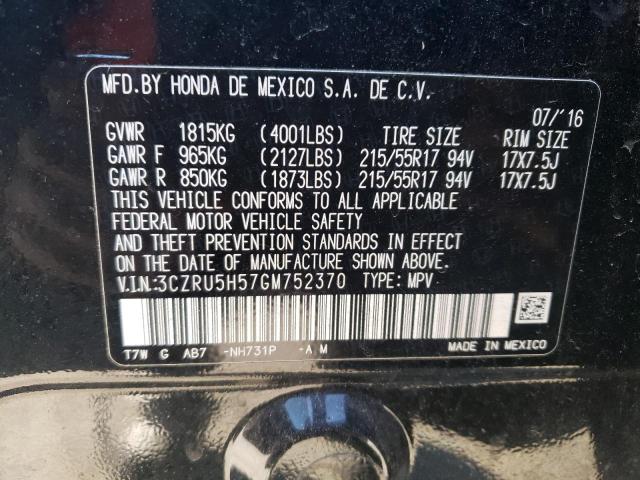 MFD.BY HONDA DE MEXICO S.A. DE C.V.
07/'16
GVWR 1815KG (4001LBS) TIRE SIZE RIM SIZE
GAWR F 965KG (2127LBS) 215/55R17 94V 17X7.5J
GAWR R 850KG (1873LBS) 215/55R17 94V 17X7.5J
THIS VEHICLE CONFORMS TO ALL APPLICABLE
FEDERAL MOTOR VEHICLE SAFETY
AND THEFT PREVENTION STANDARDS IN EFFECT
ON THE DATE OF MANUFACTURE SHOWN ABOVE.
V.I.N.:3CZRU5H57GM752370 TYPE: MPV
T7W G AB7 -NH731P -A M MADE IN MEXICO